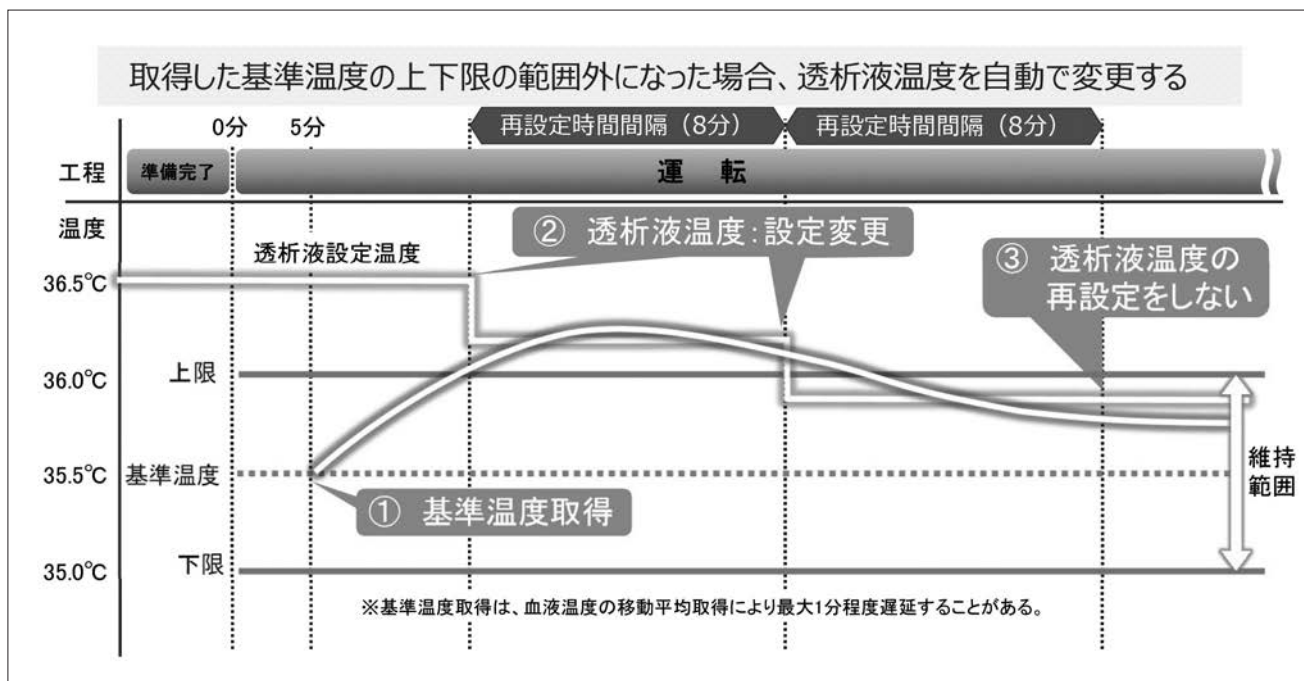 取得した基準温度の上下限の範囲外になった場合、透析液温度を自動で変更する
0分
5分
再設定時間間隔（8分）
再設定時間間隔（8分）
工程
準備完了
運 転
温度
透析液設定温度
② 透析液温度：設定変更
③ 透析液温度の
再設定をしない
36.5℃
上限
36.0℃
35.5℃
基準温度
維持
範囲
① 基準温度取得
下限
35.0℃
※基準温度取得は、血液温度の移動平均取得により最大1分程度遅延することがある。